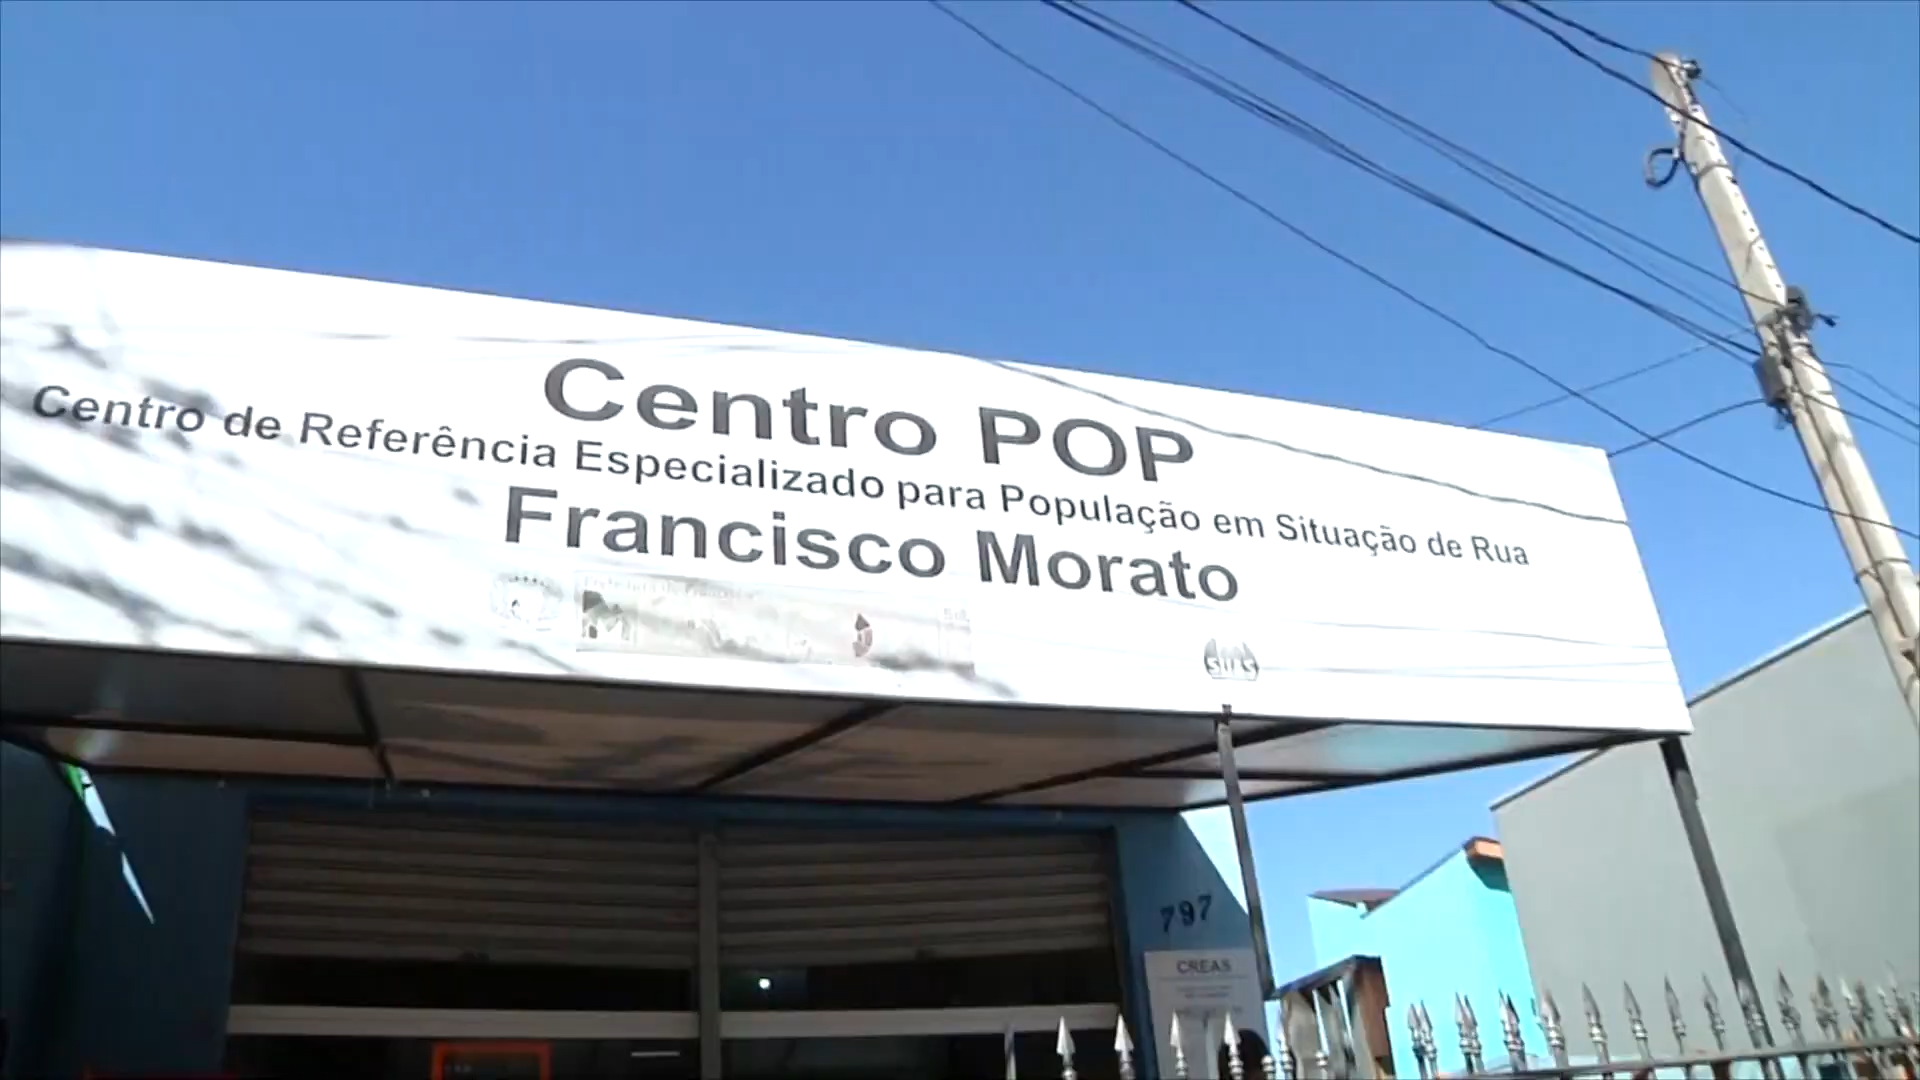 Centro POP
Centro de Referência Especializado para População em Situação de Rua
Francisco Morato
797
CREAS